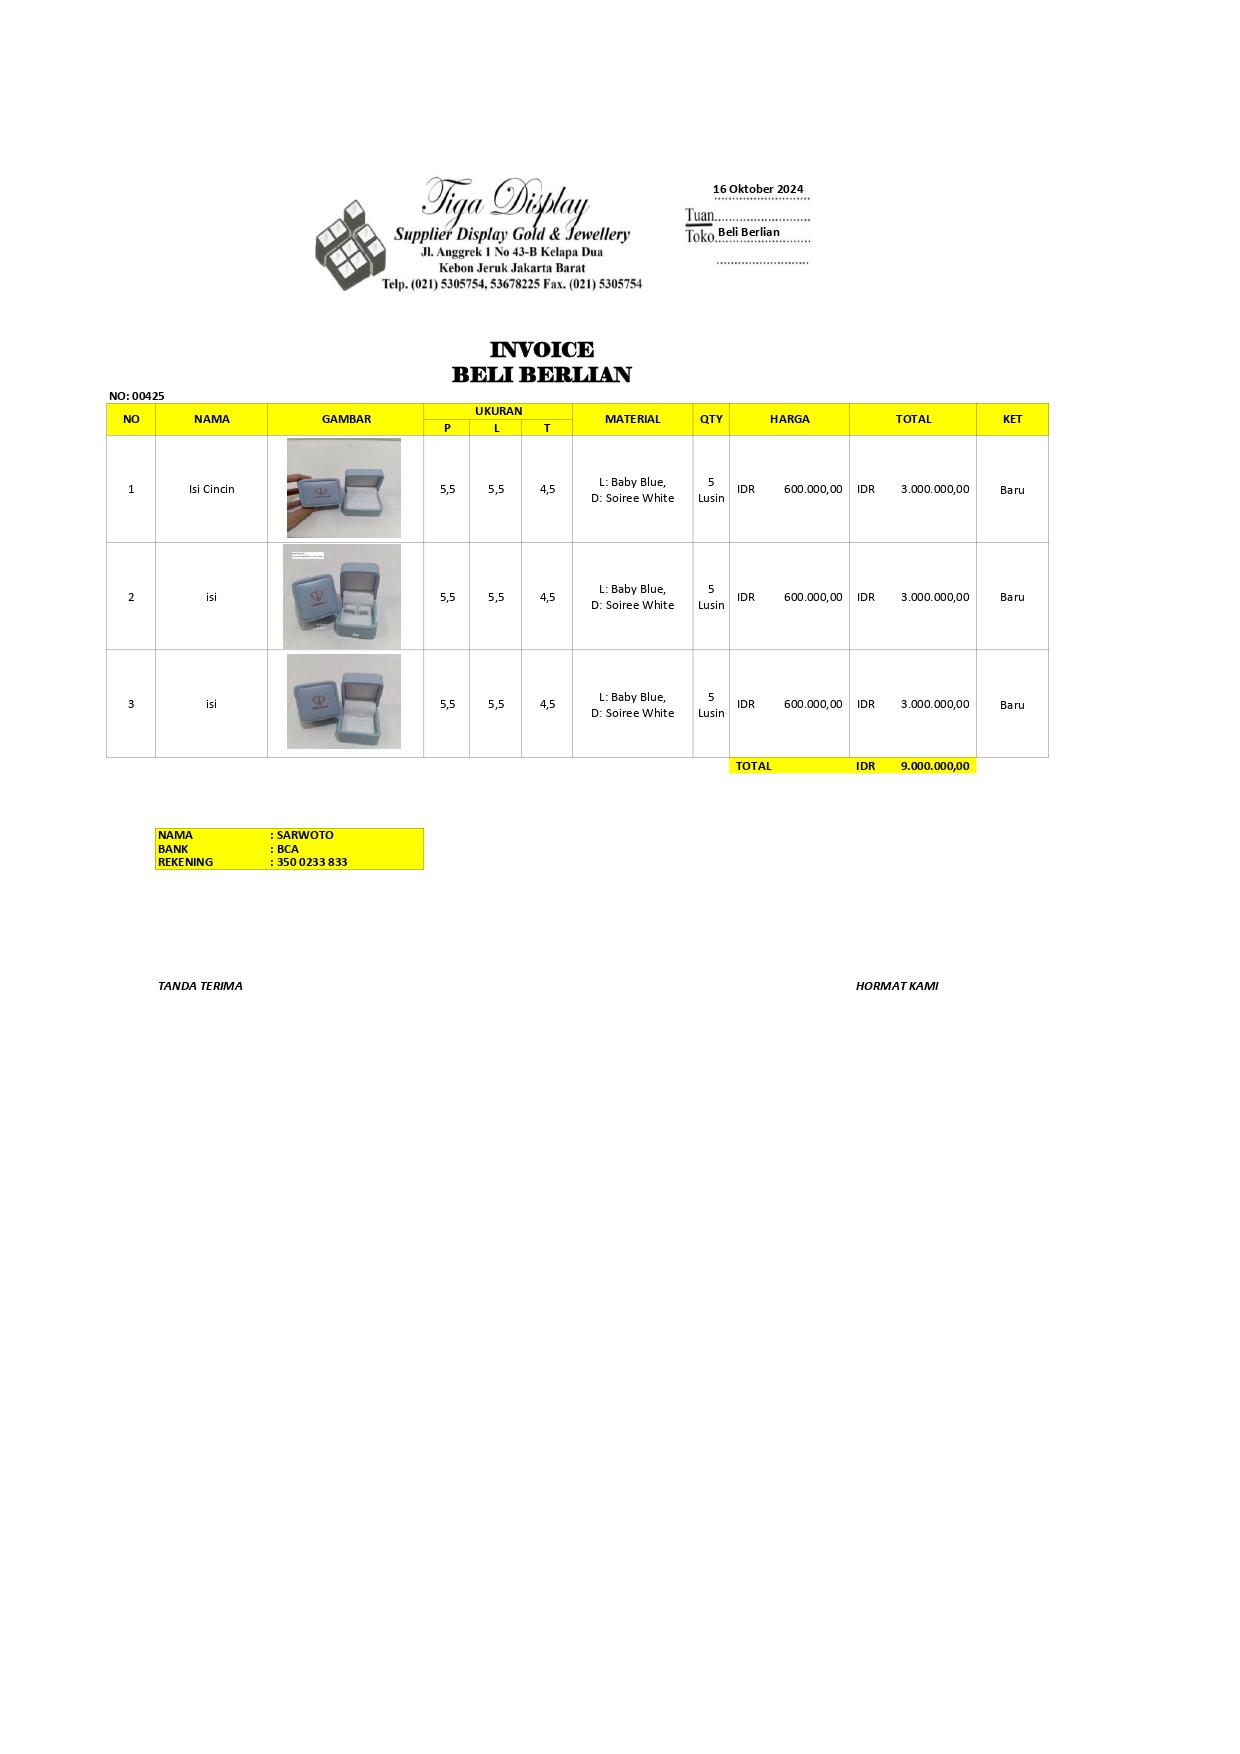 Tiga Display
Supplier Display Gold & Jewellery
Jl. Anggrek 1 No 43-B Kelapa Dua
Kebon Jeruk Jakarta Barat
Telp. (021) 5305754, 53678225 Fax. (021) 5305754
16 Oktober 2024
Tuan
Toko Beli Berlian
INVOICE
BELI BERLIAN
NO: 00425
NO NAMA GAMBAR UKURAN MATERIAL QTY HARGA TOTAL KET
P L T
1 Isi Cincin 5,5 5,5 4,5 L: Baby Blue, D: Soiree White 5 Lusin IDR 600.000,00 IDR 3.000.000,00 Baru
2 isi 5,5 5,5 4,5 L: Baby Blue, D: Soiree White 5 Lusin IDR 600.000,00 IDR 3.000.000,00 Baru
3 isi 5,5 5,5 4,5 L: Baby Blue, D: Soiree White 5 Lusin IDR 600.000,00 IDR 3.000.000,00 Baru
TOTAL IDR 9.000.000,00
NAMA : SARWOTO
BANK : BCA
REKENING : 350 0233 833
TANDA TERIMA HORMAT KAMI